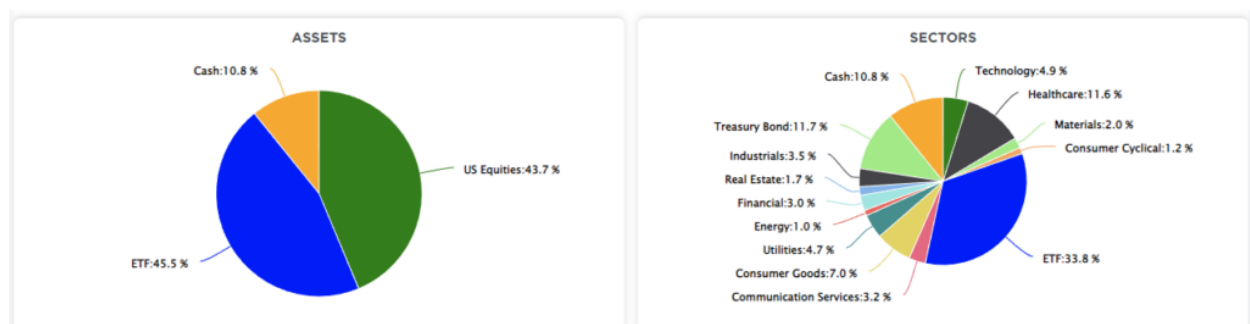 ASSETS
Cash:10.8 %
US Equities:43.7 %
ETF:45.5 %
SECTORS
Cash:10.8 %
Technology:4.9 %
Healthcare:11.6 %
Treasury Bond:11.7 %
Materials:2.0 %
Consumer Cyclical:1.2 %
Industrials:3.5 %
Real Estate:1.7 %
Financial:3.0 %
Energy:1.0 %
Utilities:4.7 %
ETF:33.8 %
Consumer Goods:7.0 %
Communication Services:3.2 %